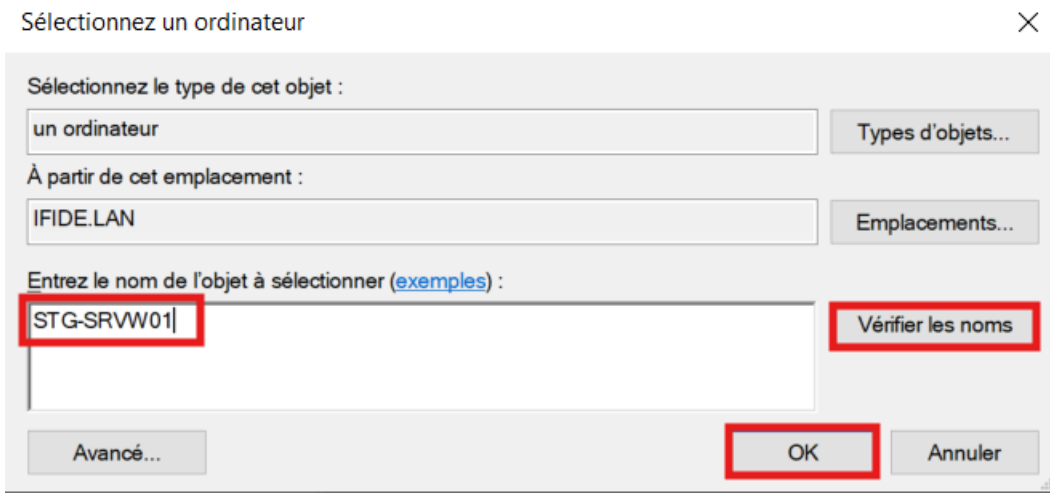 Sélectionnez un ordinateur
Sélectionnez le type de cet objet :
un ordinateur
Types d'objets...
À partir de cet emplacement :
IFIDE.LAN
Emplacements...
Entrez le nom de l'objet à sélectionner (exemples) :
STG-SRVW01
Vérifier les noms
Avancé...
OK
Annuler